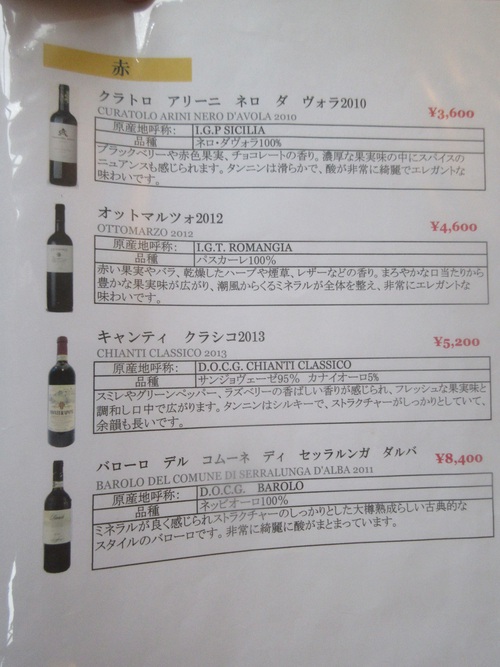 赤
クラトロ アリーニ ネロ ダ ヴォラ2010
¥3,600
CURATOLO ARINI NERO D'AVOLA 2010
原産地呼称: I.G.P SICILIA
品種 ネロ・ダヴォラ100%
ブラックベリーや赤色果実、チョコレートの香り。濃厚な果実味の中にスパイスの
ニュアンスも感じられます。タンニンは滑らかで、酸が非常に綺麗でエレガントな
味わいです。
オットマルツォ2012
¥4,600
OTTOMARZO 2012
原産地呼称: I.G.T. ROMANGIA
品種 パスカーレ100%
赤い果実やバラ、乾燥したハーブや煙草、レザーなどの香り。まろやかな口当たりから
豊かな果実味が広がり、潮風からくるミネラルが全体を整え、非常にエレガントな
味わいです。
キャンティ クラシコ2013
¥5,200
CHIANTI CLASSICO 2013
原産地呼称: D.O.C.G. CHIANTI CLASSICO
品種 サンジョヴェーゼ95% カナイオーロ5%
スミレやグリーンペッパー、ラズベリーの香ばしい香りが感じられ、フレッシュな果実味と
調和し口中で広がります。タンニンはシルキーで、ストラクチャーがしっかりとしていて、
余韻も長いです。
バローロ デル コムーネ ディ セッラルンガ ダルバ
¥8,400
BAROLO DEL COMUNE DI SERRALUNGA D'ALBA 2011
原産地呼称: D.O.C.G. BAROLO
品種 ネッビオーロ100%
ミネラルが良く感じられストラクチャーのしっかりとした大樽熟成らしい古典的な
スタイルのバローロです。非常に綺麗に酸がまとまっています。